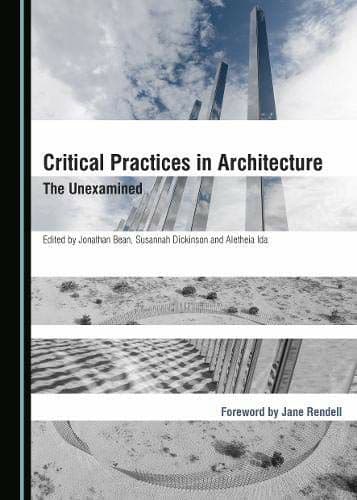 Critical Practices in Architecture
The Unexamined
Edited by Jonathan Bean, Susannah Dickinson and Aletheia Ida
Foreword by Jane Rendell